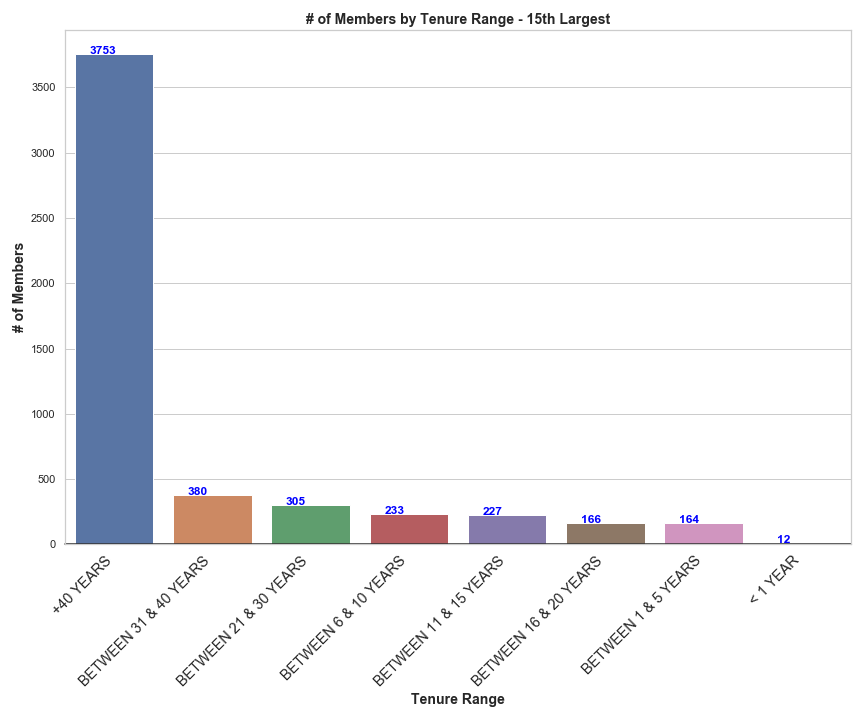 # of Members by Tenure Range - 15th Largest
# of Members
3500
3000
2500
2000
1500
1000
500
0
3753
380
305
233
227
166
164
12
+40 YEARS
BETWEEN 31 & 40 YEARS
BETWEEN 21 & 30 YEARS
BETWEEN 6 & 10 YEARS
BETWEEN 11 & 15 YEARS
BETWEEN 16 & 20 YEARS
BETWEEN 1 & 5 YEARS
< 1 YEAR
Tenure Range